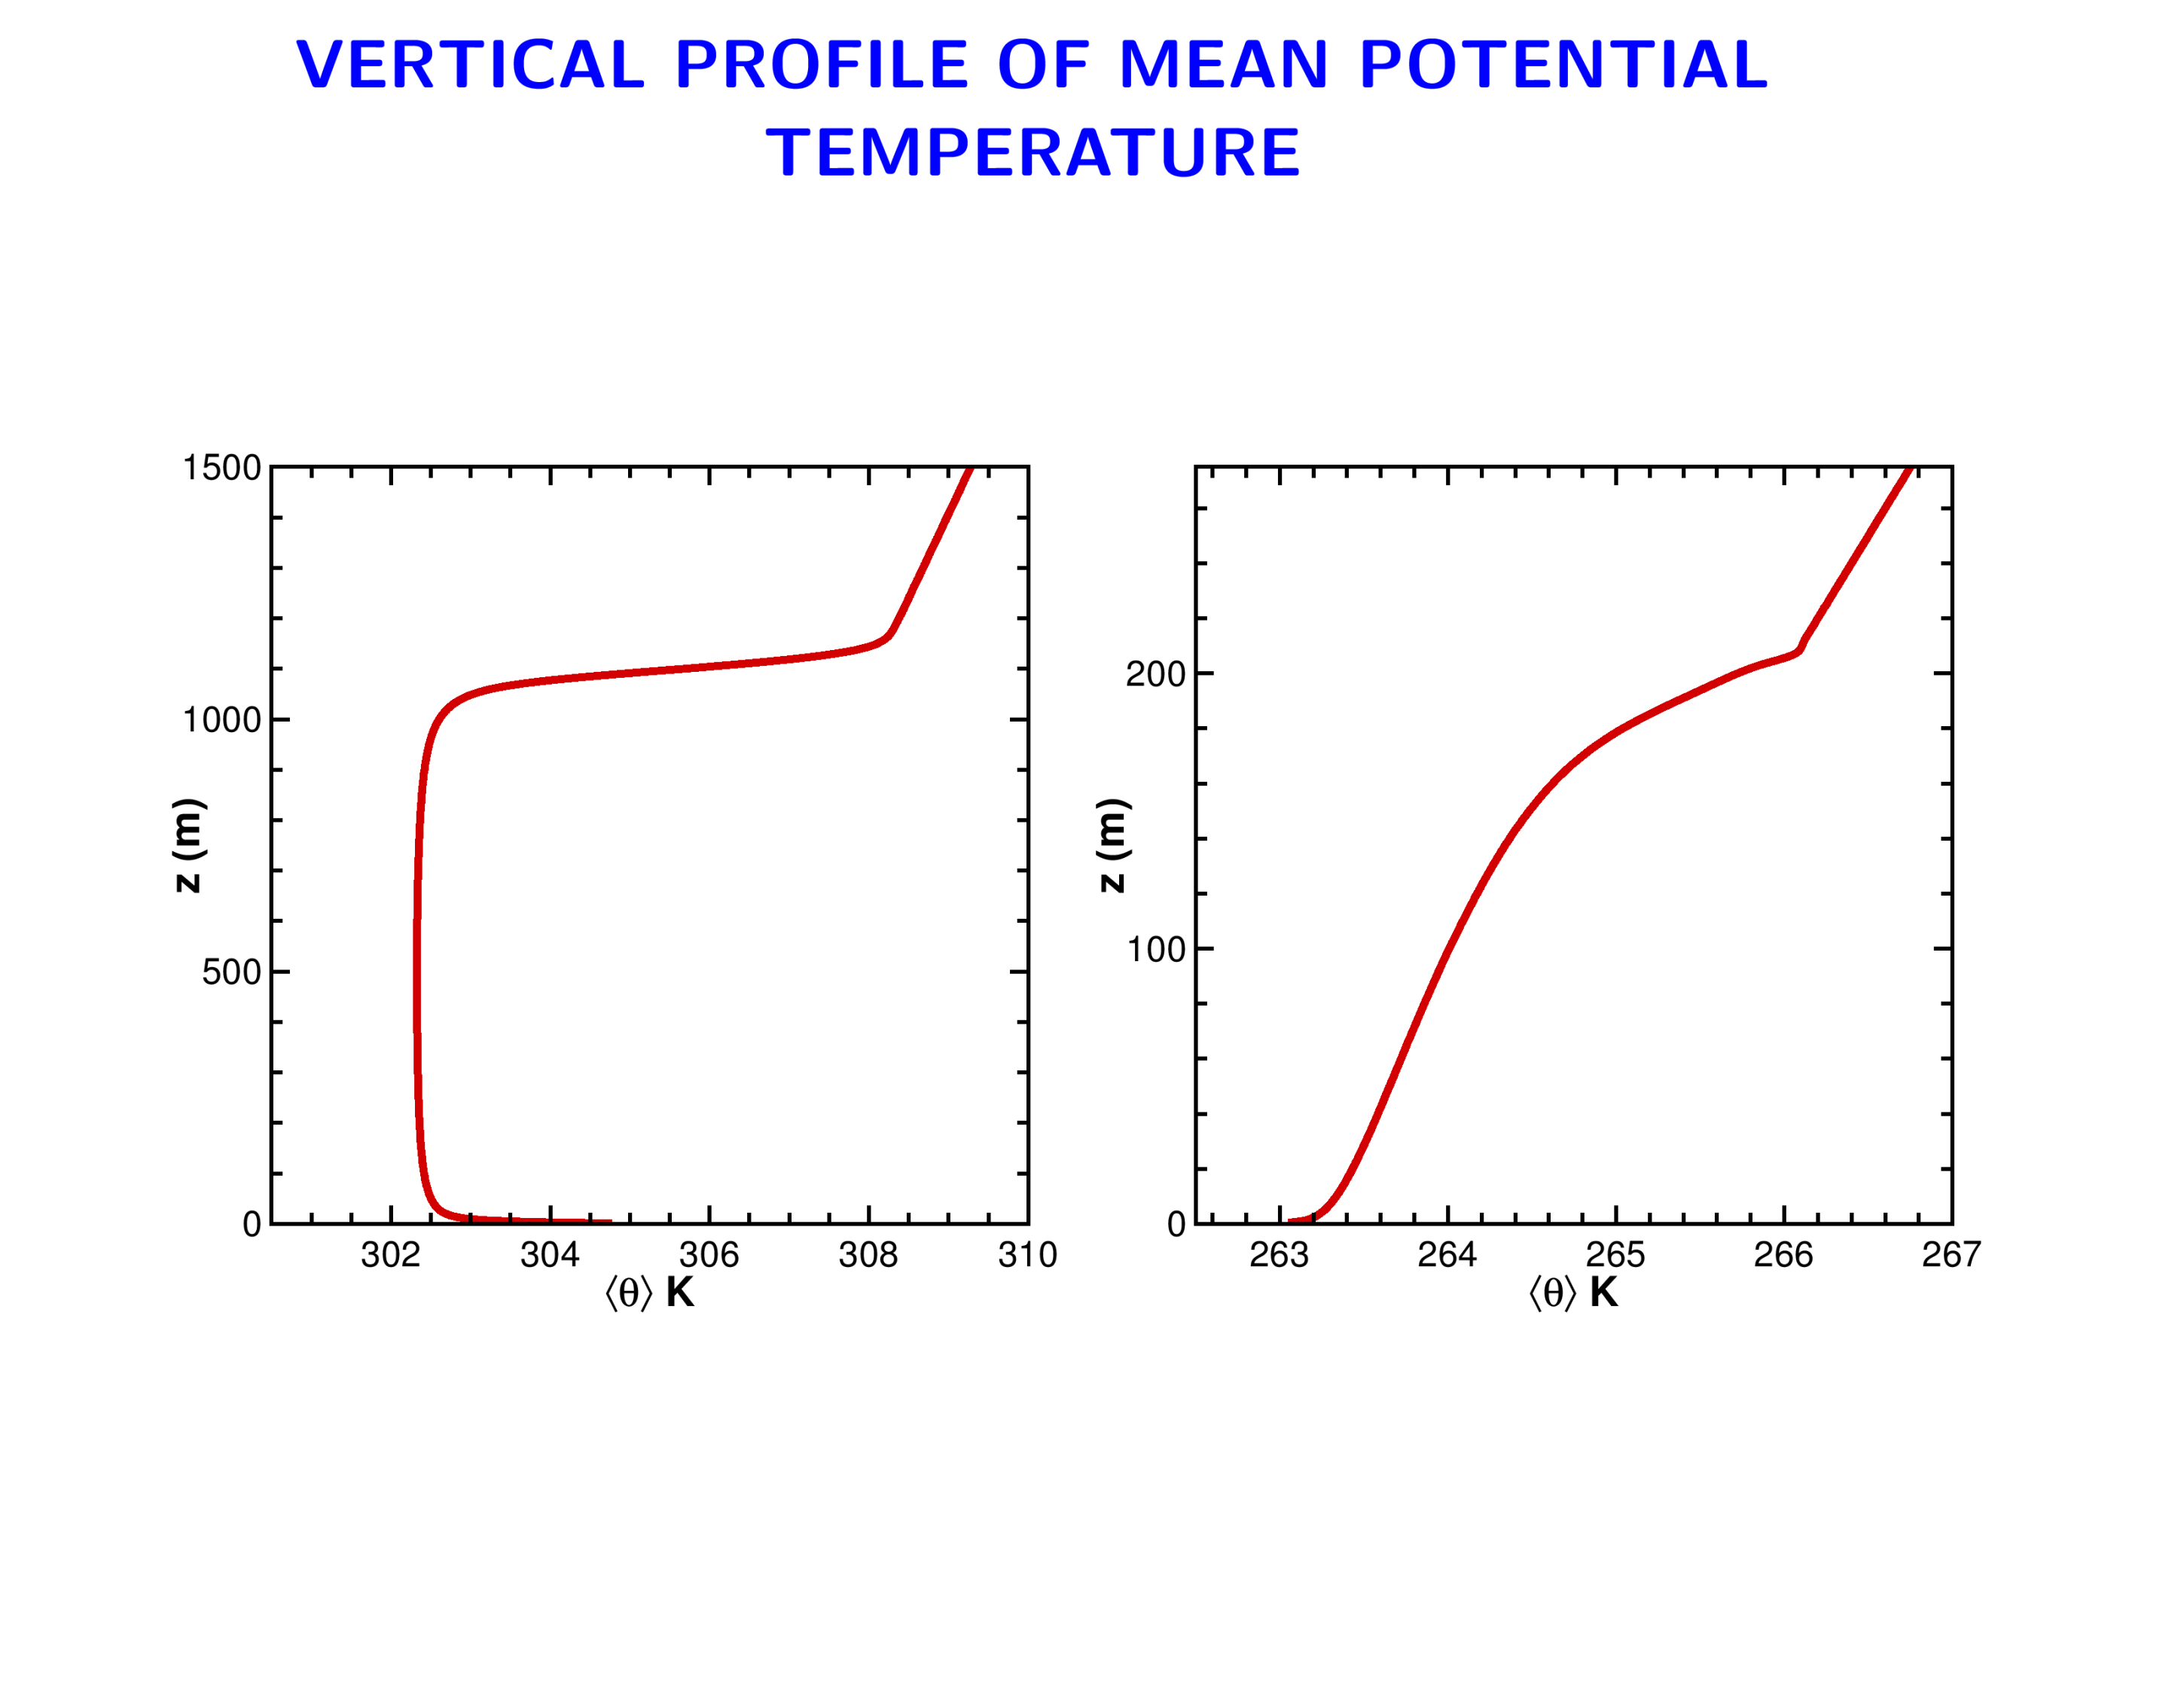 VERTICAL PROFILE OF MEAN POTENTIAL
TEMPERATURE
1500
1000
500
0
z (m)
302 304 306 308 310
⟨θ⟩ K
200
100
0
z (m)
263 264 265 266 267
⟨θ⟩ K